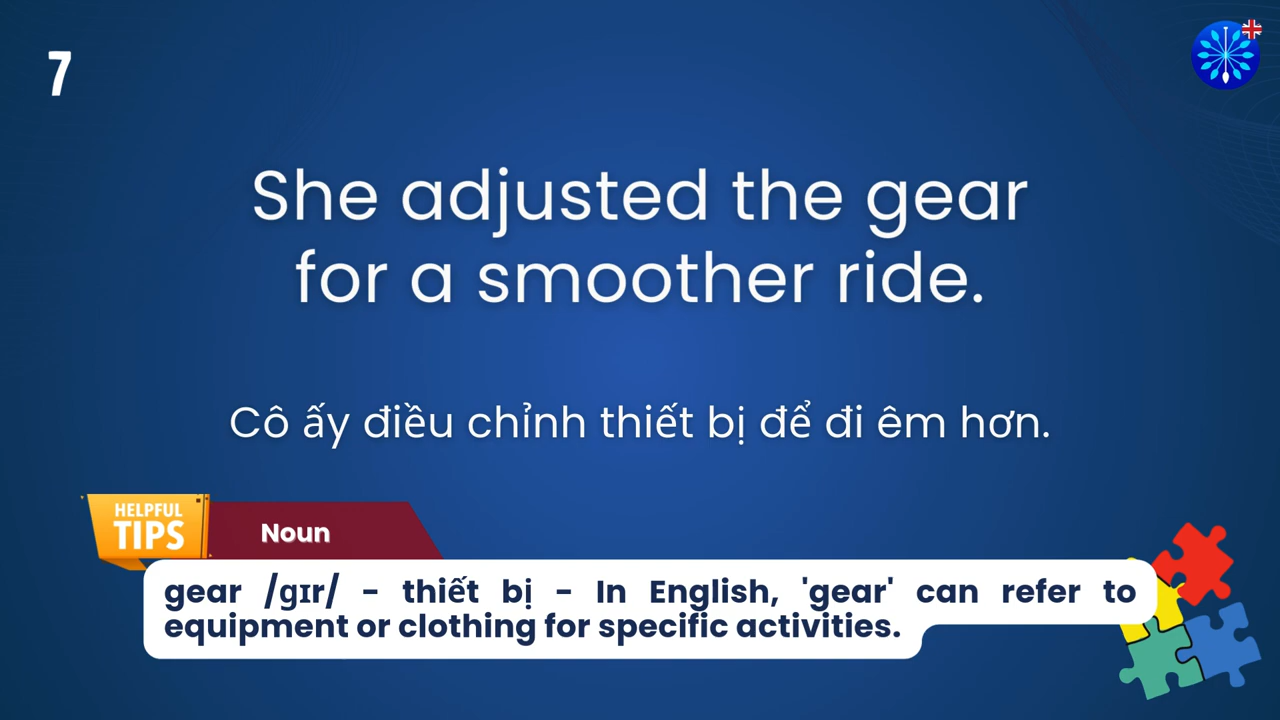 7
She adjusted the gear
for a smoother ride.
Cô ấy điều chỉnh thiết bị để đi êm hơn.
HELPFUL
TIPS
Noun
gear /ɡɪr/ - thiết bị - In English, 'gear' can refer to
equipment or clothing for specific activities.